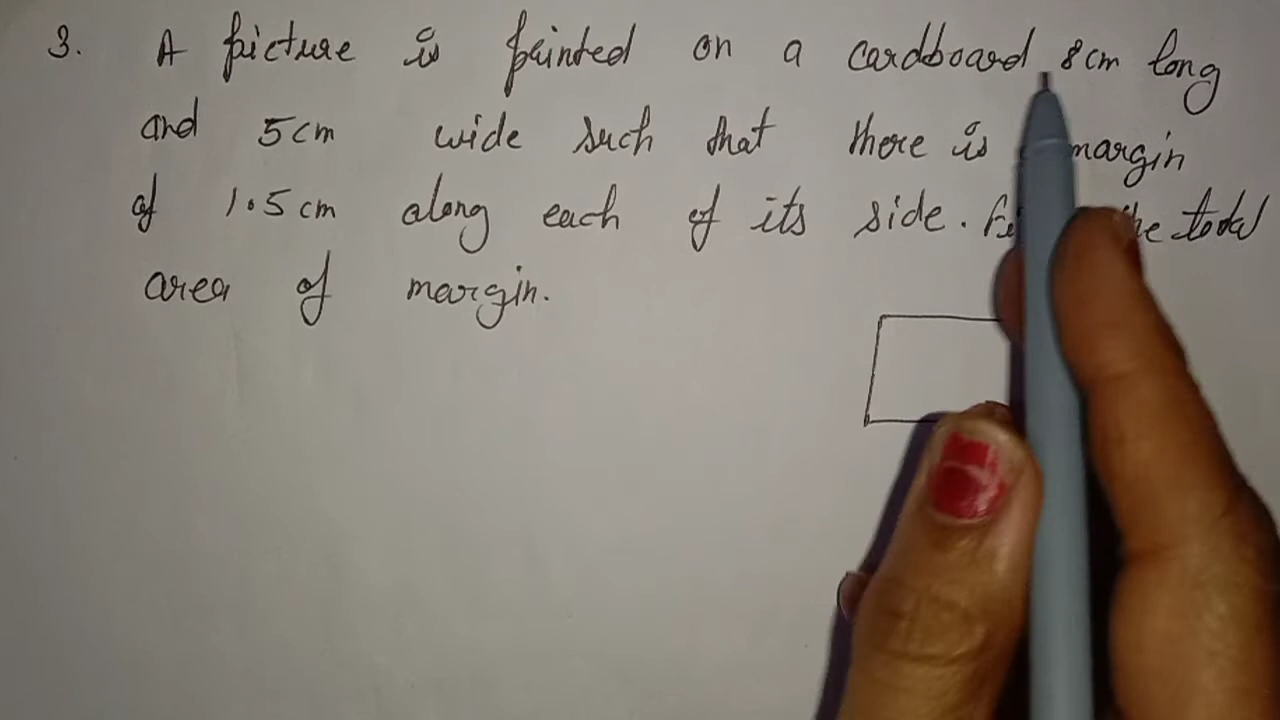 3. A picture is painted on a cardboard 8cm long
and 5cm wide such that there is margin
of 1.5cm along each of its side. the total
area of margin.